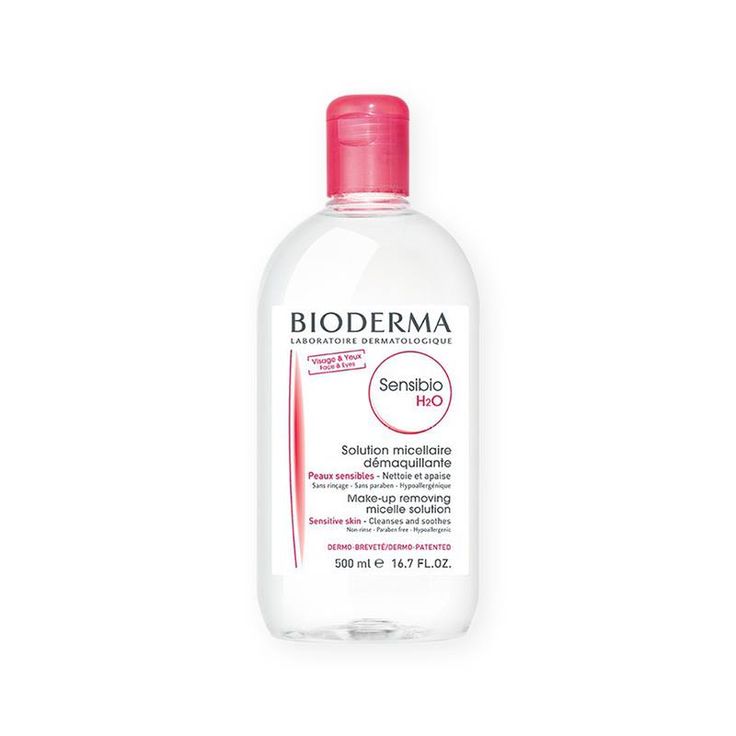 BIODERMA
LABORATOIRE DERMATOLOGIQUE
Visage & Yeux
Face & Eyes
Sensibio
H2O
Solution micellaire
démaquillante
Peaux sensibles - Nettoie et apaise
Sans rinçage - Sans paraben - Hypoallergénique
Make-up removing
micelle solution
Sensitive skin - Cleanses and soothes
Non-rinse - Paraben free - Hypoallergenic
DERMO-BREVETÉ/DERMO-PATENTED
500 ml e 16.7 FL.OZ.